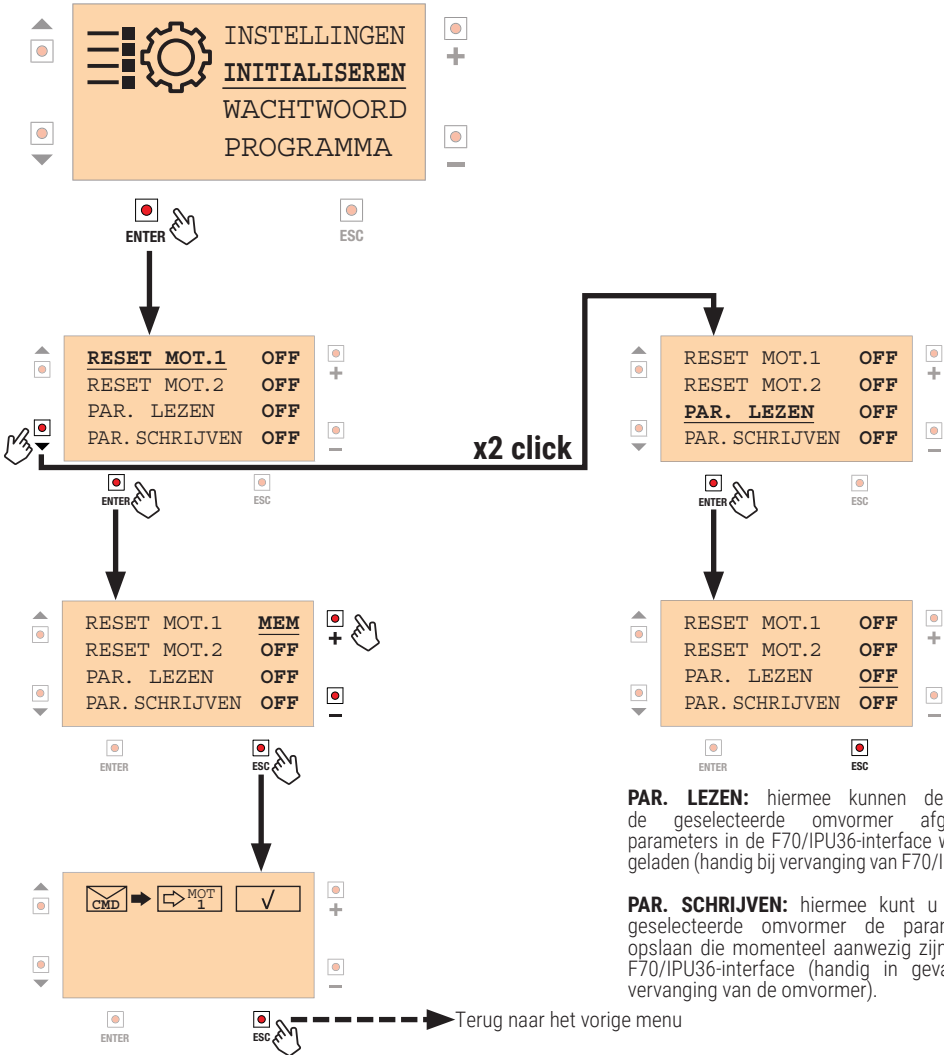 INSTELLINGEN
INITIALISEREN
WACHTWOORD
PROGRAMMA
+
−
ENTER
ESC
RESET MOT.1 OFF
RESET MOT.2 OFF
PAR. LEZEN OFF
PAR. SCHRIJVEN OFF
+
−
ENTER
ESC
x2 click
RESET MOT.1 OFF
RESET MOT.2 OFF
PAR. LEZEN OFF
PAR. SCHRIJVEN OFF
+
−
ENTER
ESC
RESET MOT.1 MEM
RESET MOT.2 OFF
PAR. LEZEN OFF
PAR. SCHRIJVEN OFF
+
−
ENTER
ESC
RESET MOT.1 OFF
RESET MOT.2 OFF
PAR. LEZEN OFF
PAR. SCHRIJVEN OFF
+
−
ENTER
ESC
PAR. LEZEN: hiermee kunnen de
de geselecteerde omvormer
parameters in de F70/IPU36-interface
geladen (handig bij vervanging van
PAR. SCHRIJVEN: hiermee kunt u
geselecteerde omvormer de
opslaan die momenteel aanwezig
F70/IPU36-interface (handig in
vervanging van de omvormer).
CMD MOT 1 √
+
−
ENTER
ESC
Terug naar het vorige menu